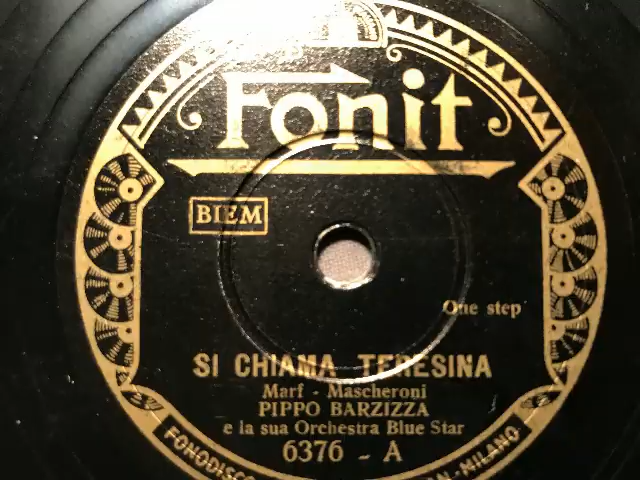 Fonit
BIEM
One step
SI CHIAMA TERESINA
Marf - Mascheroni
PIPPO BARZIZZA
e la sua Orchestra Blue Star
6376 - A
FONODISCO
-MILANO